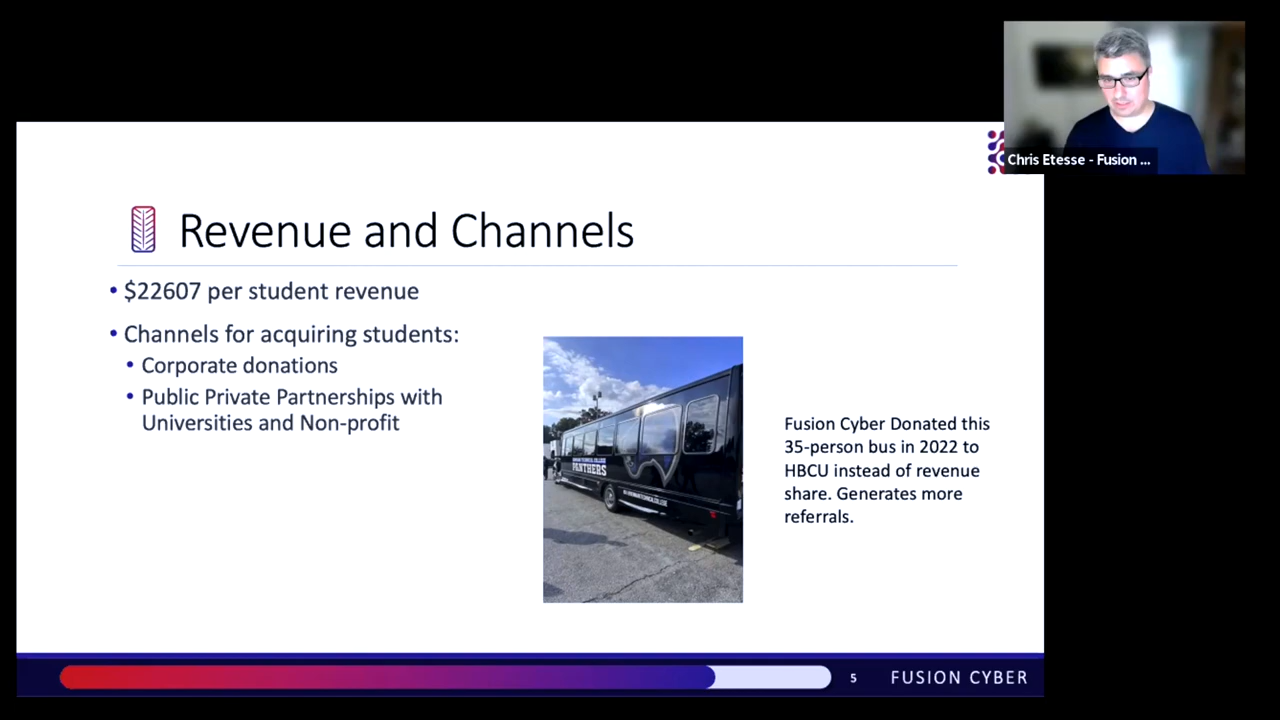 Chris Etesse - Fusion ...
Revenue and Channels
• $22607 per student revenue
• Channels for acquiring students:
• Corporate donations
• Public Private Partnerships with
Universities and Non-profit
PANTHERS
Fusion Cyber Donated this
35-person bus in 2022 to
HBCU instead of revenue
share. Generates more
referrals.
5
FUSION CYBER